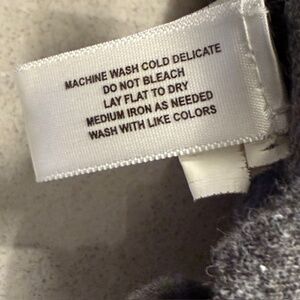 MACHINE WASH COLD DELICATE
DO NOT BLEACH
LAY FLAT TO DRY
MEDIUM IRON AS NEEDED
WASH WITH LIKE COLORS